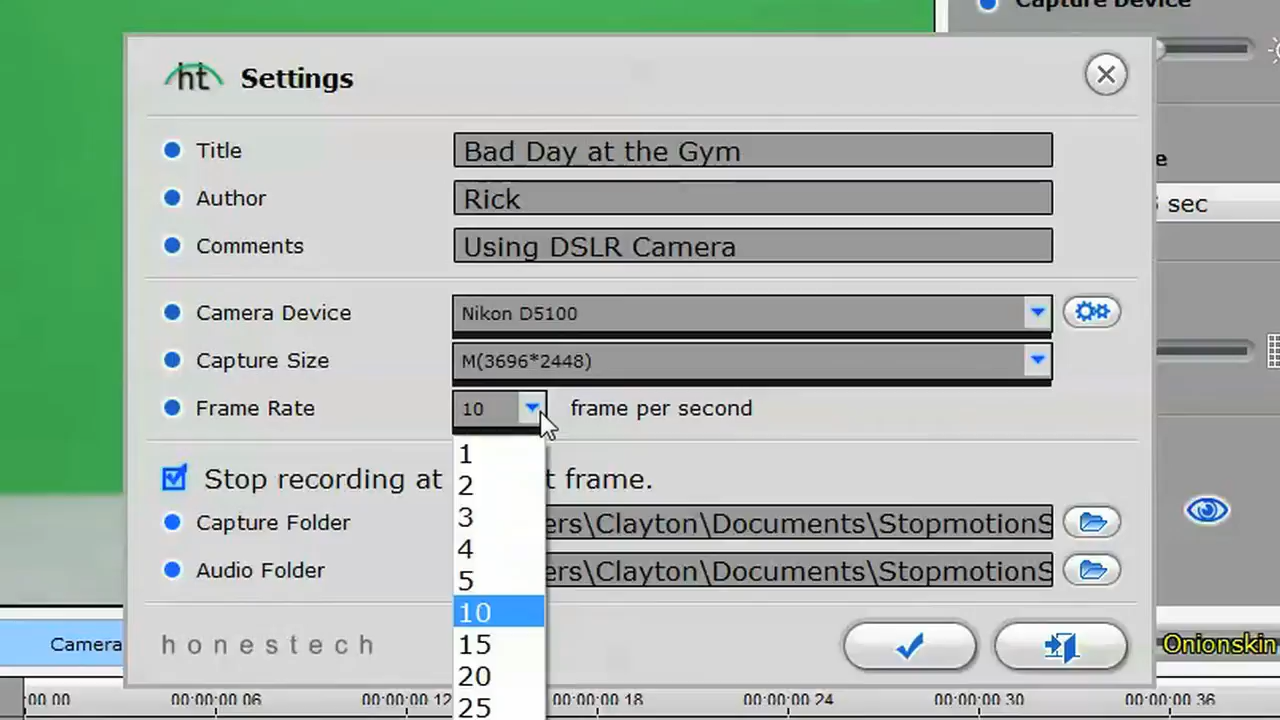 Capture Device
ht Settings
Title Bad Day at the Gym
Author Rick
Comments Using DSLR Camera
Camera Device Nikon D5100
Capture Size M(3696*2448)
Frame Rate 10 frame per second
sec
1
2
3
4
5
10
15
20
25
Stop recording at t frame.
Capture Folder ers\Clayton\Documents\StopmotionS
Audio Folder ers\Clayton\Documents\StopmotionS
honestech
Camera
Onionskin
:00.00 00:00:00.06 00:00:00.12 00:00:00.18 00:00:00.24 00:00:00.30 00:00:00.36